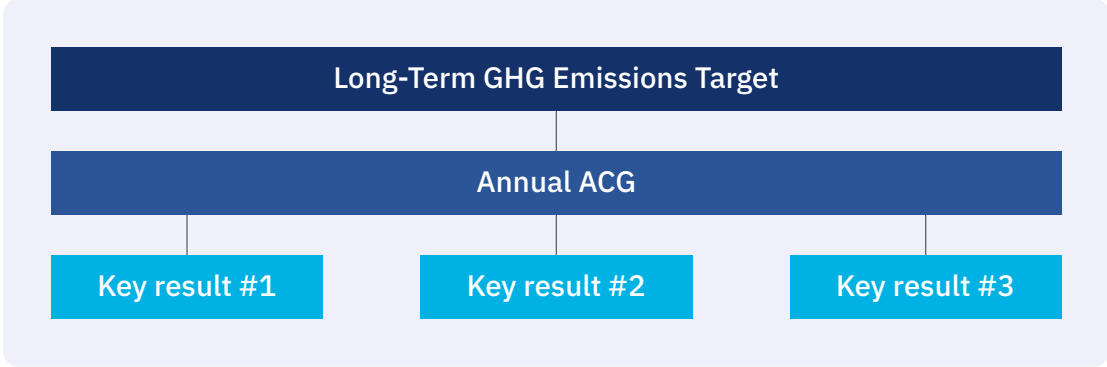 Long-Term GHG Emissions Target
Annual ACG
Key result #1
Key result #2
Key result #3